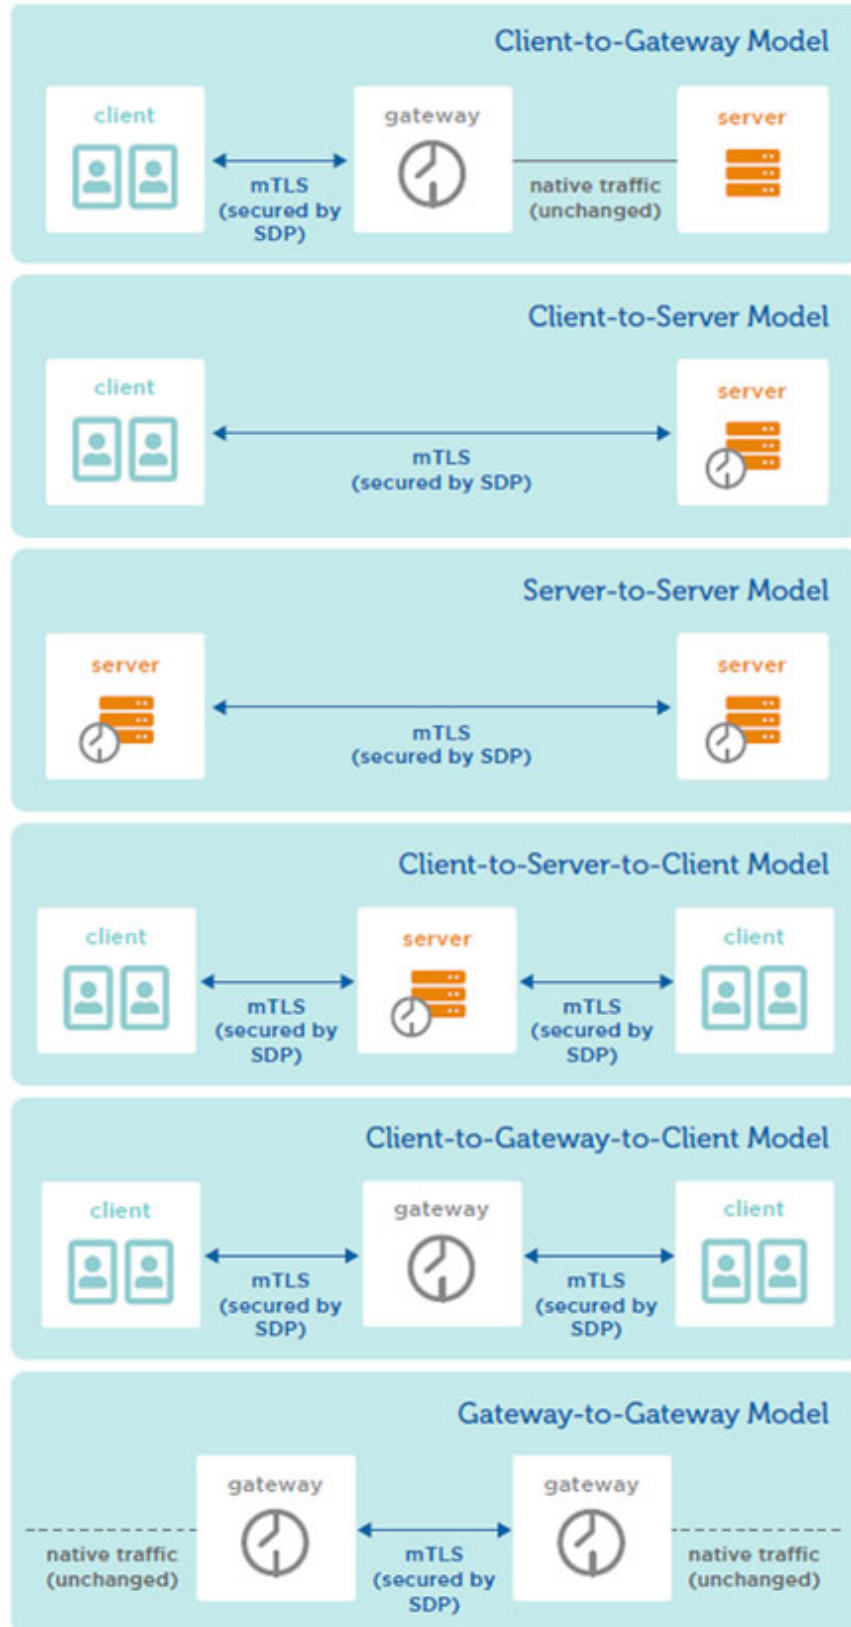 Client-to-Gateway Model
client
gateway
server
mTLS
(secured by
SDP)
native traffic
(unchanged)
Client-to-Server Model
client
server
mTLS
(secured by SDP)
Server-to-Server Model
server
server
mTLS
(secured by SDP)
Client-to-Server-to-Client Model
client
server
client
mTLS
(secured by
SDP)
mTLS
(secured by
SDP)
Client-to-Gateway-to-Client Model
client
gateway
client
mTLS
(secured by
SDP)
mTLS
(secured by
SDP)
Gateway-to-Gateway Model
gateway
gateway
native traffic
(unchanged)
mTLS
(secured by
SDP)
native traffic
(unchanged)